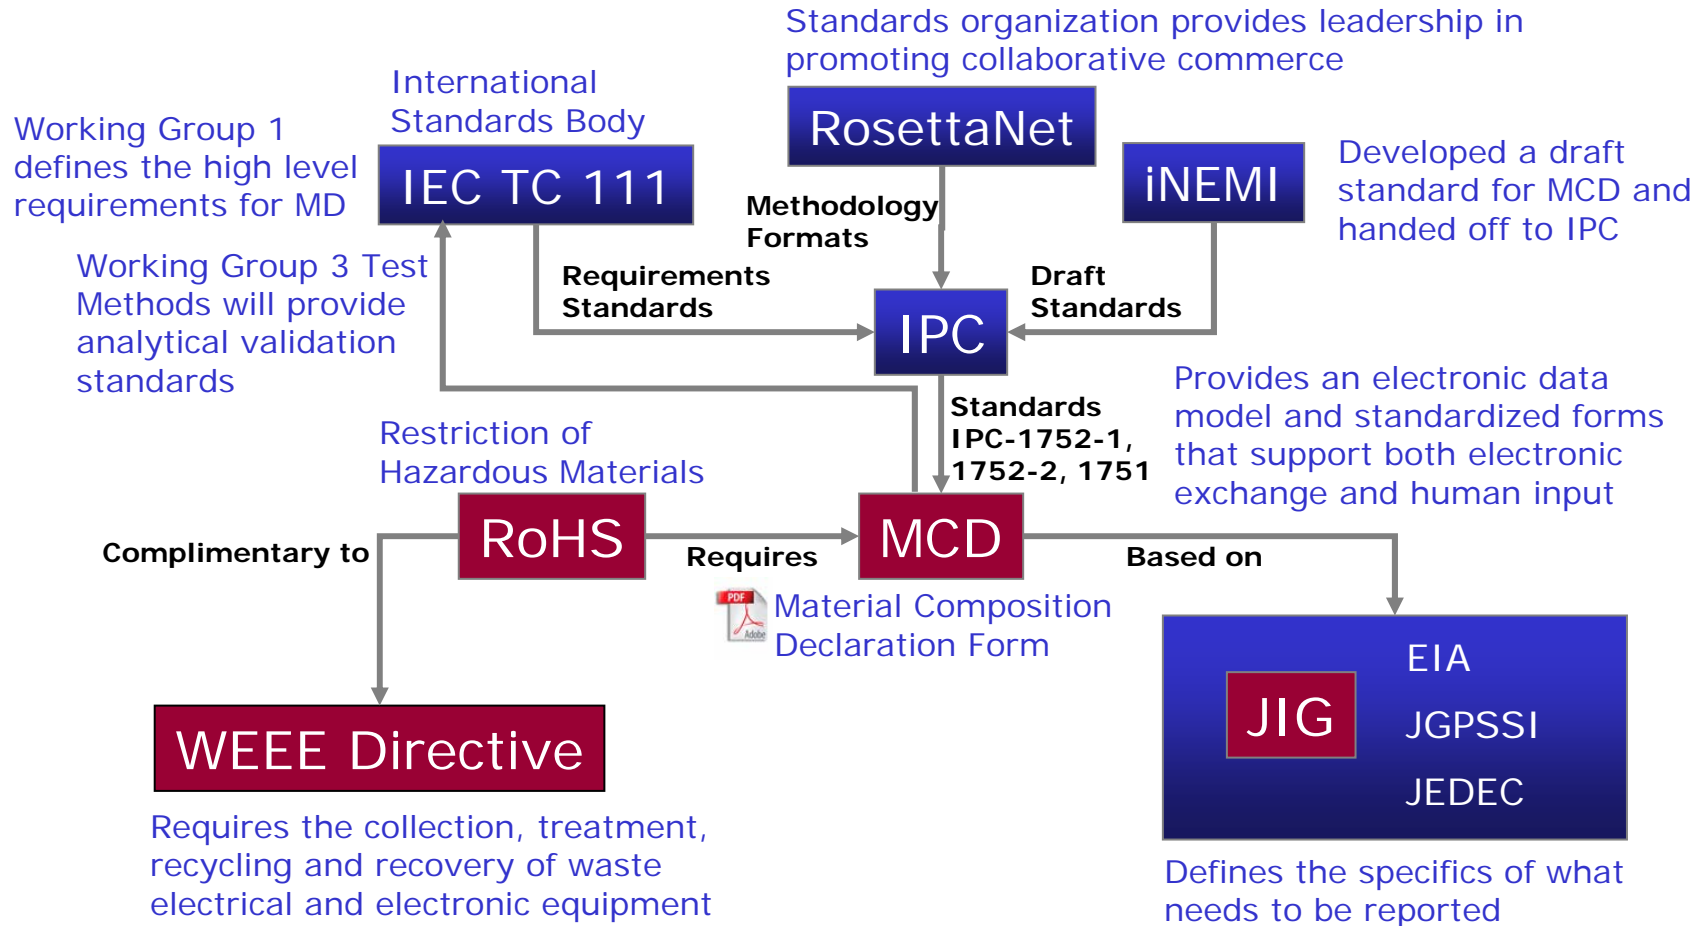 Standards organization provides leadership in
promoting collaborative commerce
RosettaNet
International
Standards Body
IEC TC 111
Working Group 1
defines the high level
requirements for MD
iNEMI
Developed a draft
standard for MCD and
handed off to IPC
Methodology
Formats
Working Group 3 Test
Methods will provide
analytical validation
standards
Requirements
Standards
Draft
Standards
IPC
Standards
IPC-1752-1,
1752-2, 1751
Provides an electronic data
model and standardized forms
that support both electronic
exchange and human input
Restriction of
Hazardous Materials
RoHS
Complimentary to
Requires
MCD
Based on
PDF
Adobe
Material Composition
Declaration Form
WEEE Directive
Requires the collection, treatment,
recycling and recovery of waste
electrical and electronic equipment
JIG
EIA
JGPSSI
JEDEC
Defines the specifics of what
needs to be reported